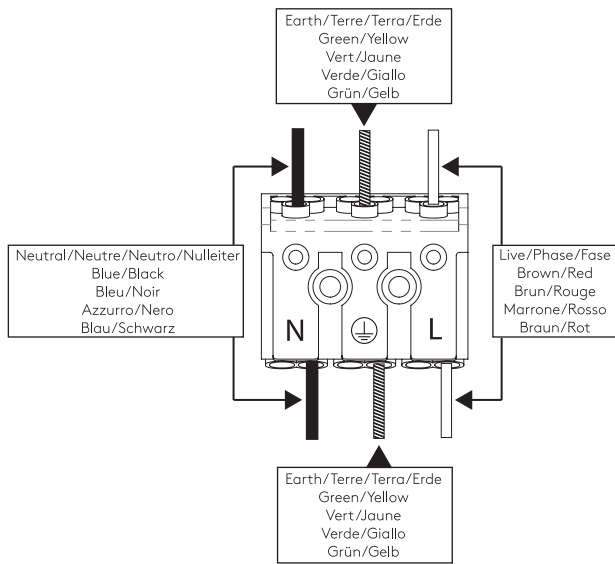 Earth/Terre/Terra/Erde
Green/Yellow
Vert/Jaune
Verde/Giallo
Grün/Gelb
Neutral/Neutre/Neutro/Nulleiter
Blue/Black
Bleu/Noir
Azzurro/Nero
Blau/Schwarz
Live/Phase/Fase
Brown/Red
Brun/Rouge
Marrone/Rosso
Braun/Rot
N
L
Earth/Terre/Terra/Erde
Green/Yellow
Vert/Jaune
Verde/Giallo
Grün/Gelb